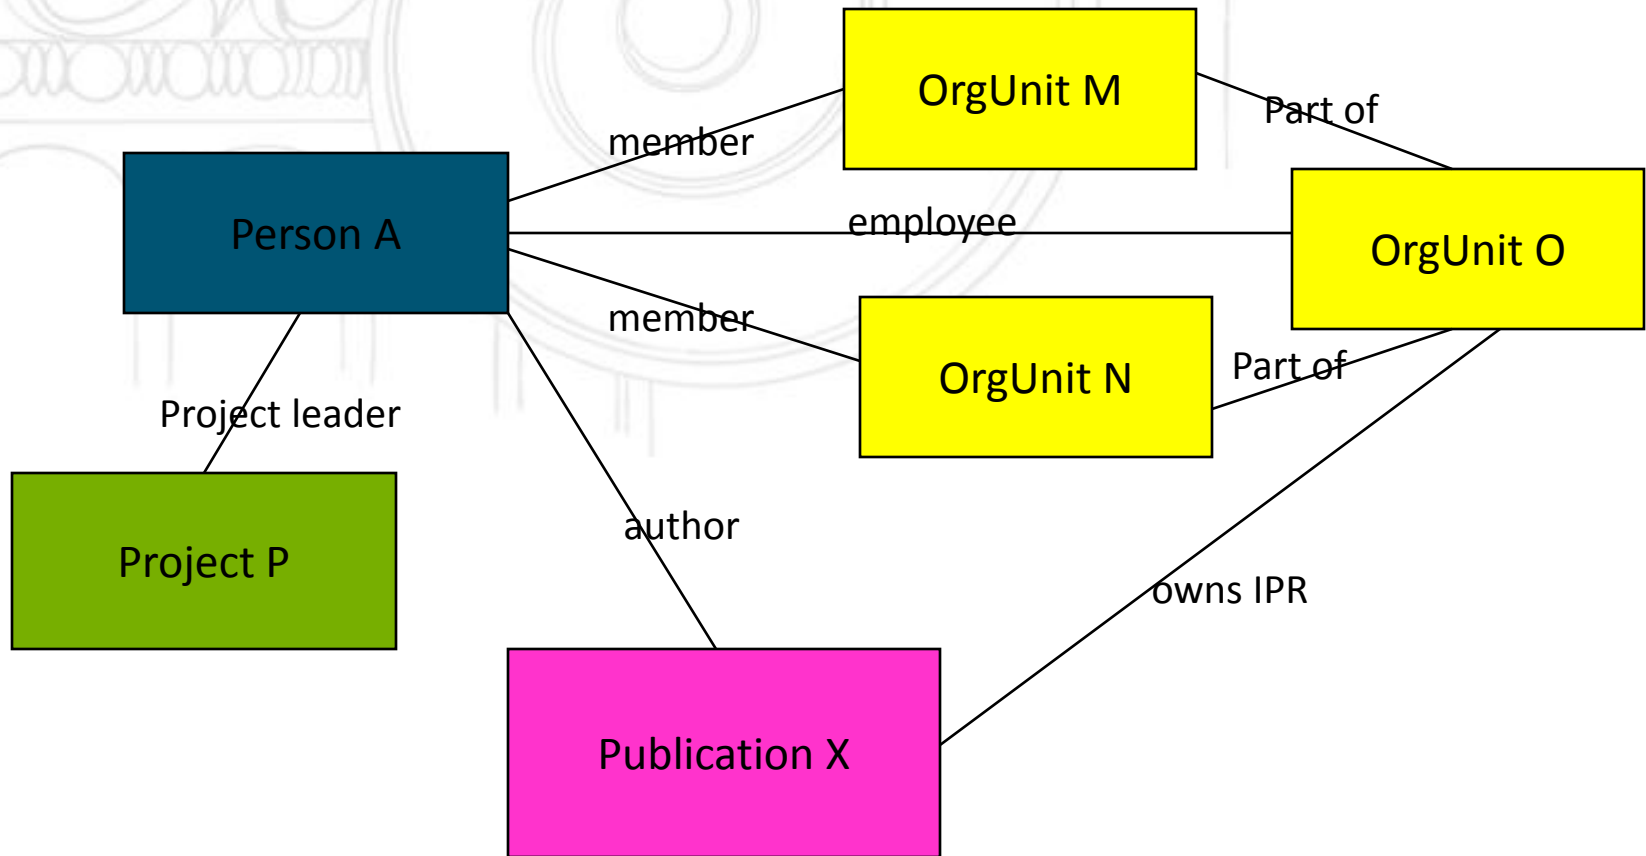 OrgUnit M
Part of
member
Person A
employee
OrgUnit O
member
OrgUnit N
Part of
Project leader
author
Project P
owns IPR
Publication X